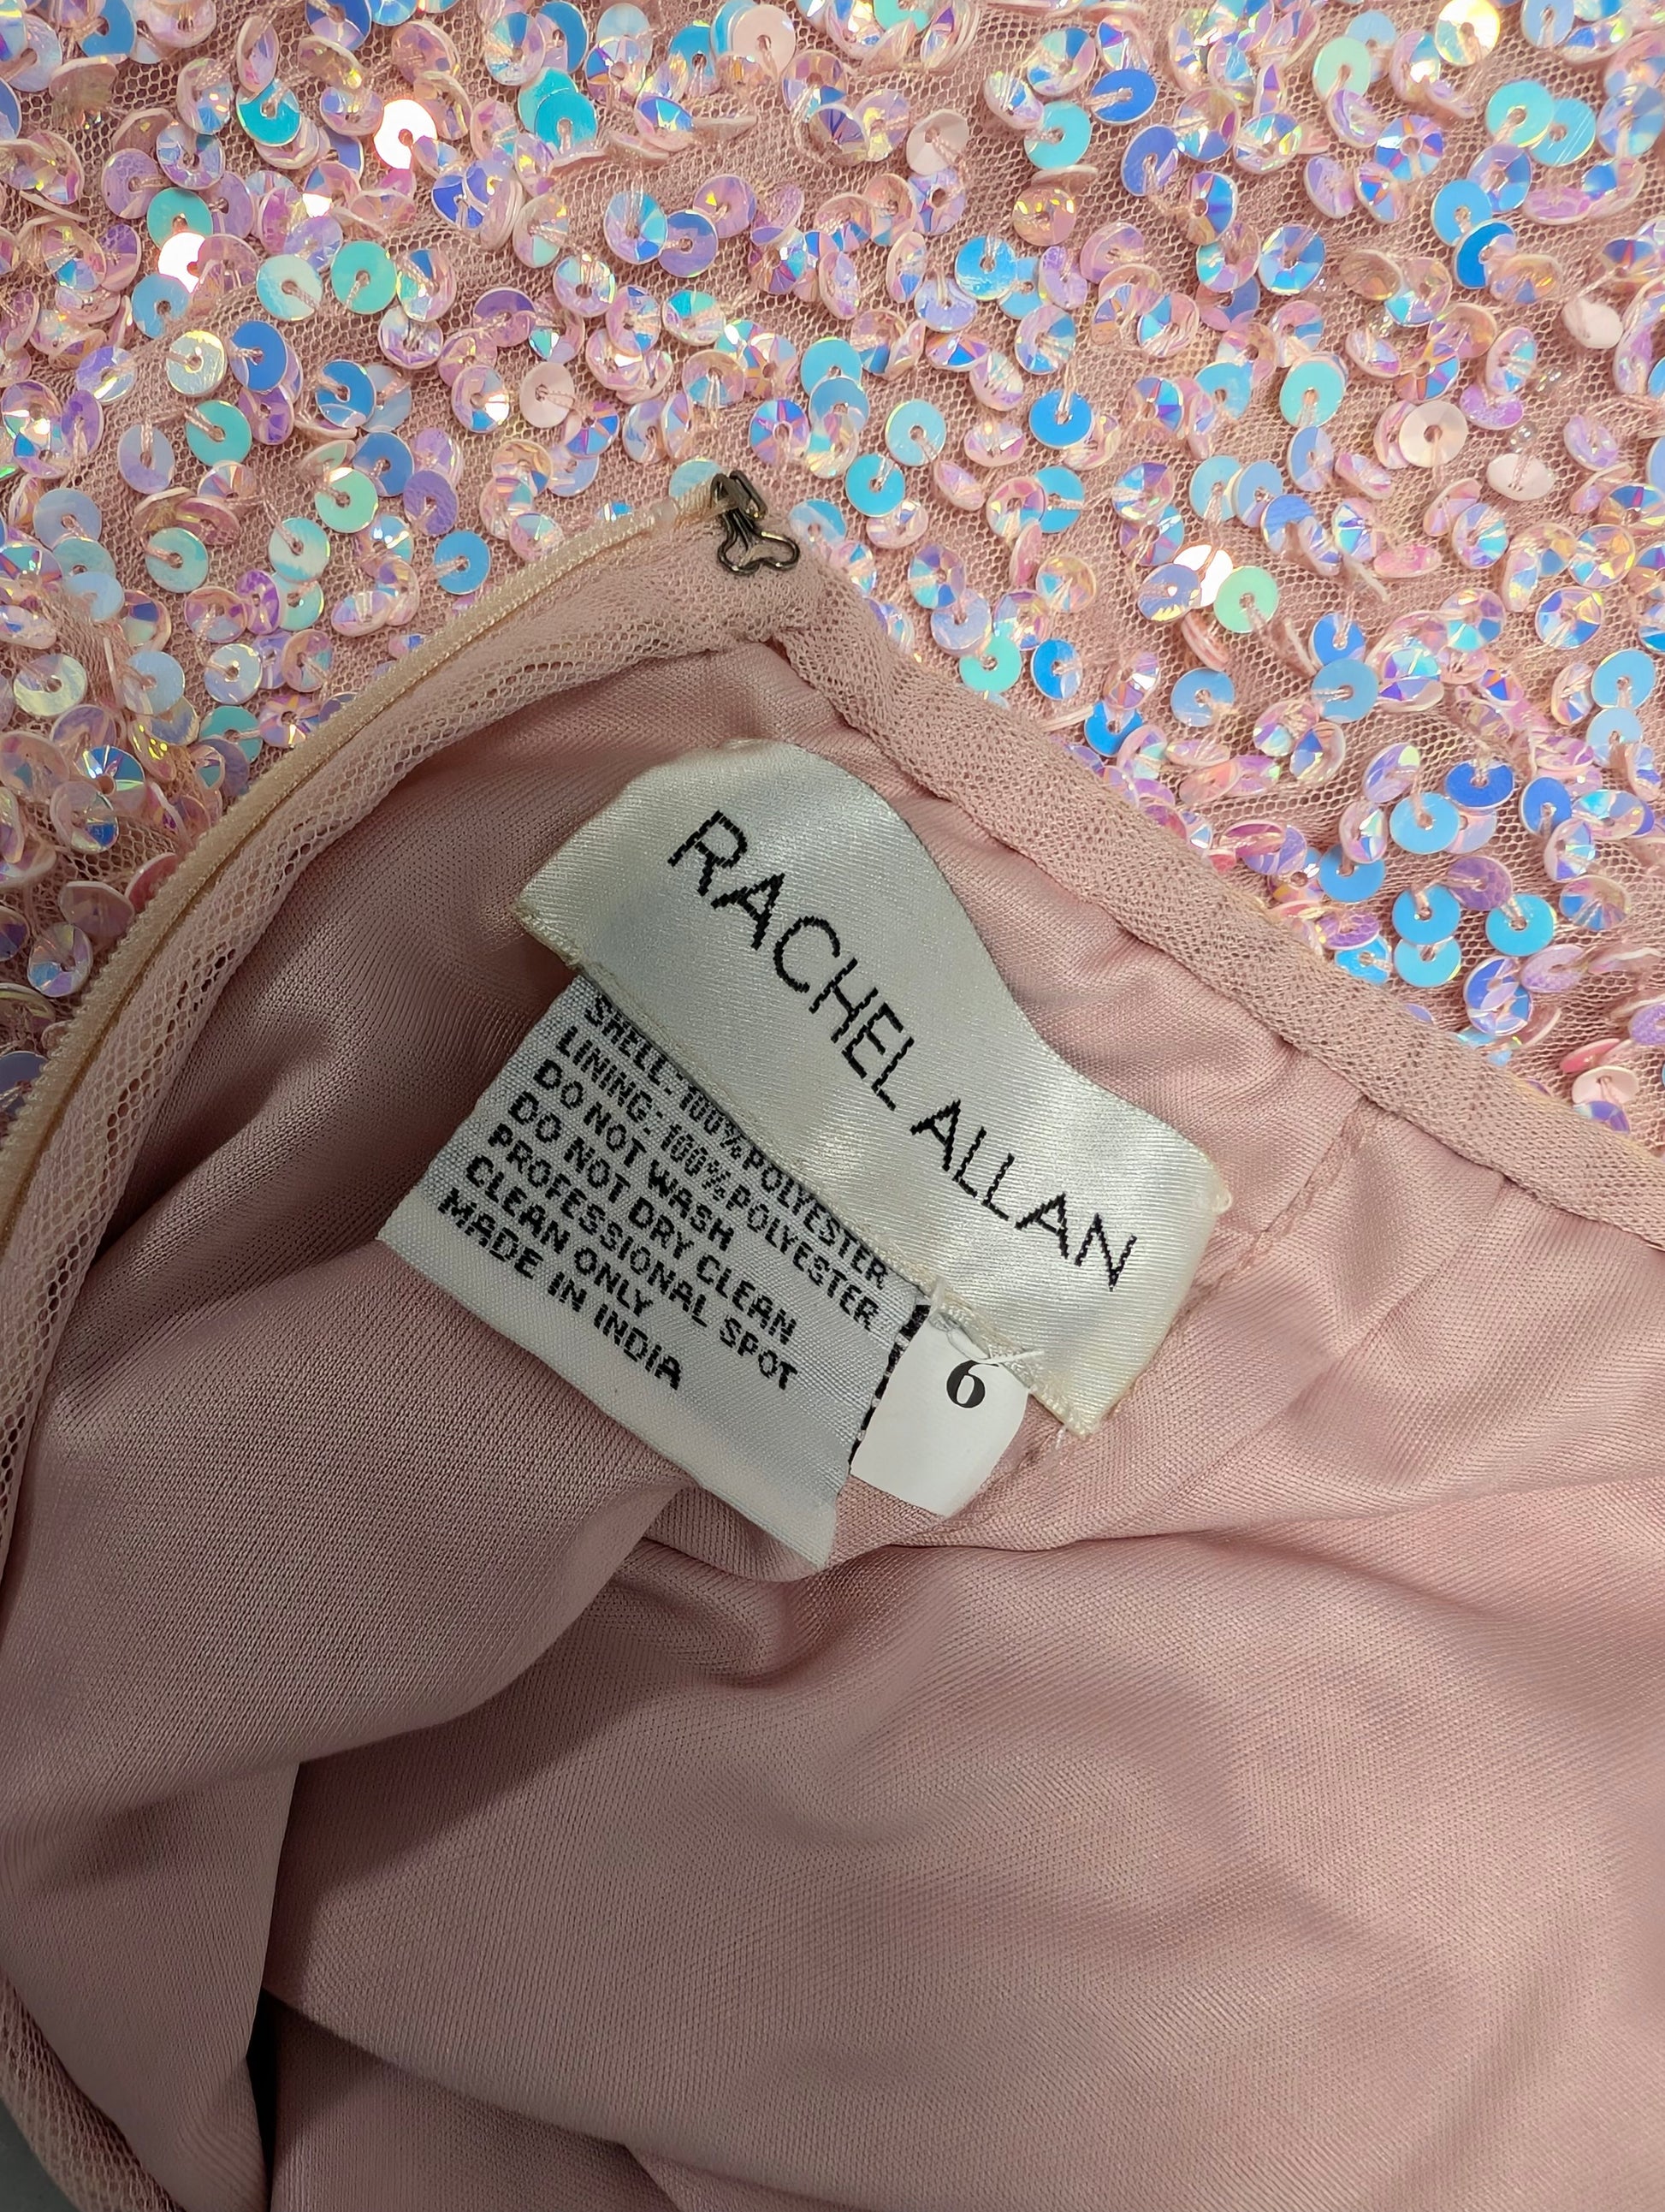 RACHEL ALLAN
SHELL:-100%POLYESTER
LINING:-100%POLYESTER
DO NOT WASH
DO NOT DRY CLEAN
PROFESSIONAL SPOT
CLEAN ONLY
MADE IN INDIA
6